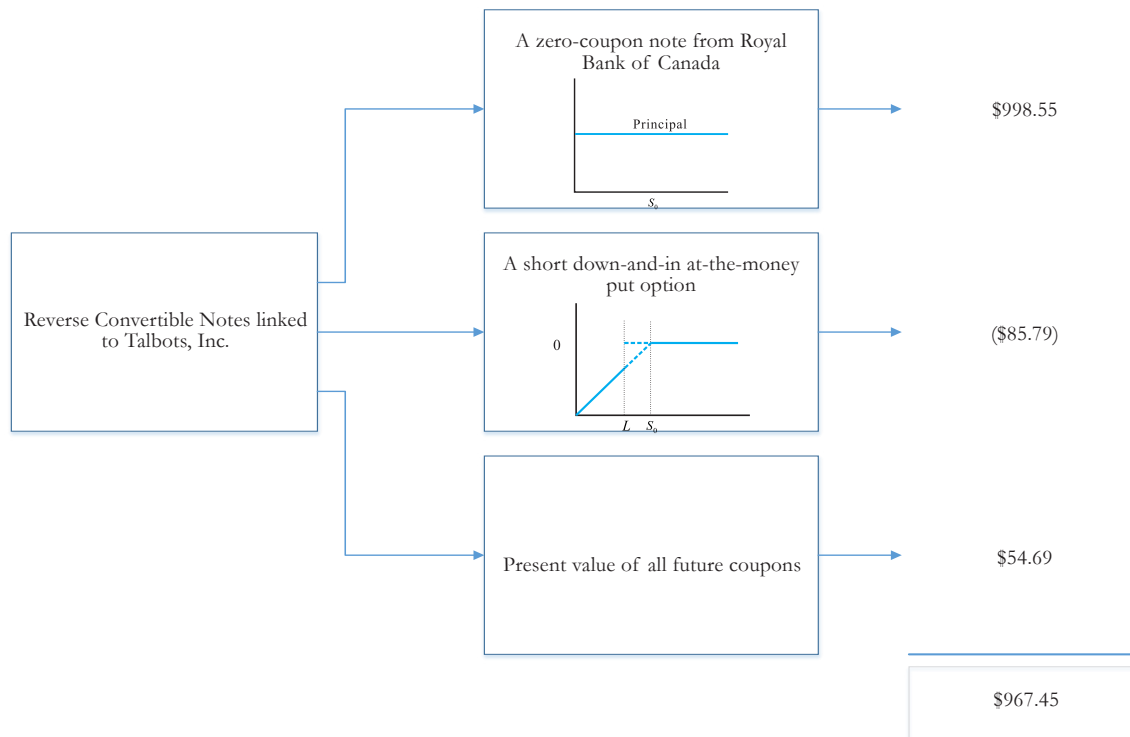 A zero-coupon note from Royal
Bank of Canada
Principal
S₀
$998.55
Reverse Convertible Notes linked
to Talbots, Inc.
A short down-and-in at-the-money
put option
0
L S₀
($85.79)
Present value of all future coupons
$54.69
$967.45